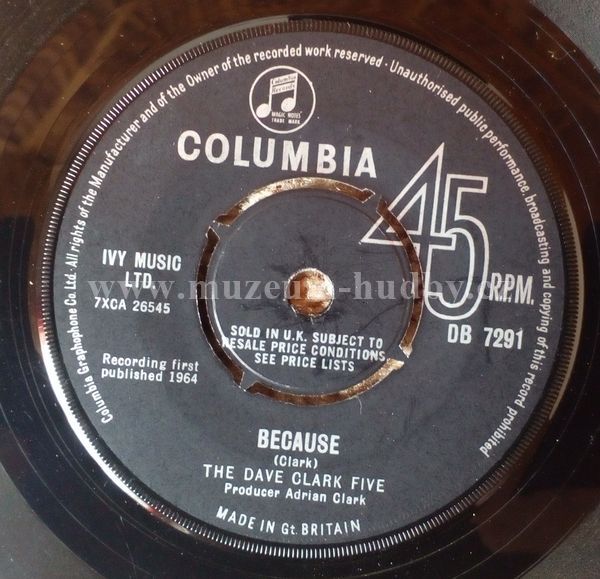 Columbia Graphophone Co. Ltd. · All rights of the Manufacturer and of the Owner of the recorded work reserved · Unauthorised public performance, broadcasting and copying of this record prohibited
Columbia
Records
MAGIC NOTES
TRADE MARK
COLUMBIA
45
R.P.M.
IVY MUSIC
LTD.
7XCA 26545
DB 7291
SOLD IN U.K. SUBJECT TO
RESALE PRICE CONDITIONS
SEE PRICE LISTS
Recording first
published 1964
BECAUSE
(Clark)
THE DAVE CLARK FIVE
Producer Adrian Clark
MADE IN Gt. BRITAIN